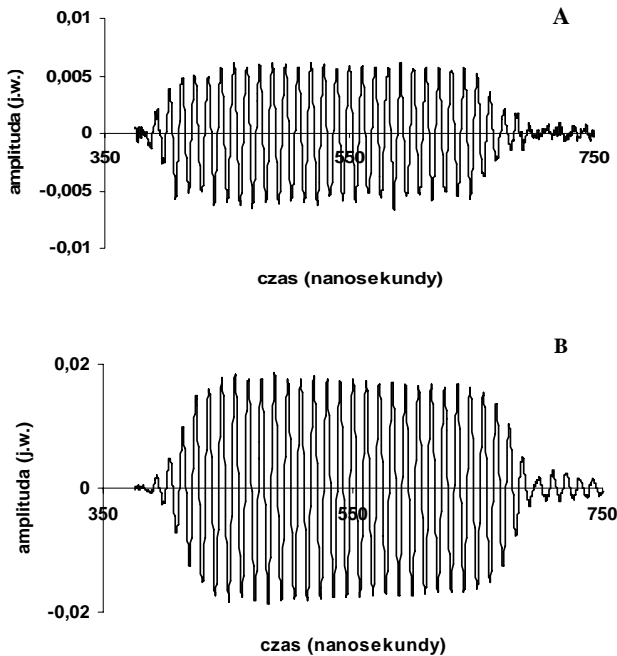 A
0,01
0,005
0
-0,005
-0,01
350
550
750
amplituda (j.w.)
czas (nanosekundy)
B
0,02
0
-0,02
350
550
750
amplituda (j.w.)
czas (nanosekundy)